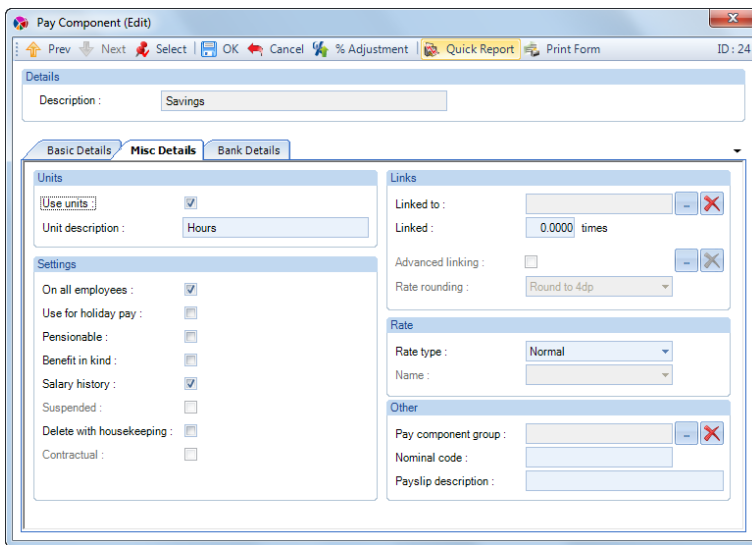 Pay Component (Edit)
Prev Next Select OK Cancel % Adjustment Quick Report Print Form ID : 24
Details
Description : Savings
Basic Details Misc Details Bank Details
Units
Use units :
Unit description : Hours
Settings
On all employees :
Use for holiday pay :
Pensionable :
Benefit in kind :
Salary history :
Suspended :
Delete with housekeeping :
Contractual :
Links
Linked to :
Linked : 0.0000 times
Advanced linking :
Rate rounding : Round to 4dp
Rate
Rate type : Normal
Name :
Other
Pay component group :
Nominal code :
Payslip description :